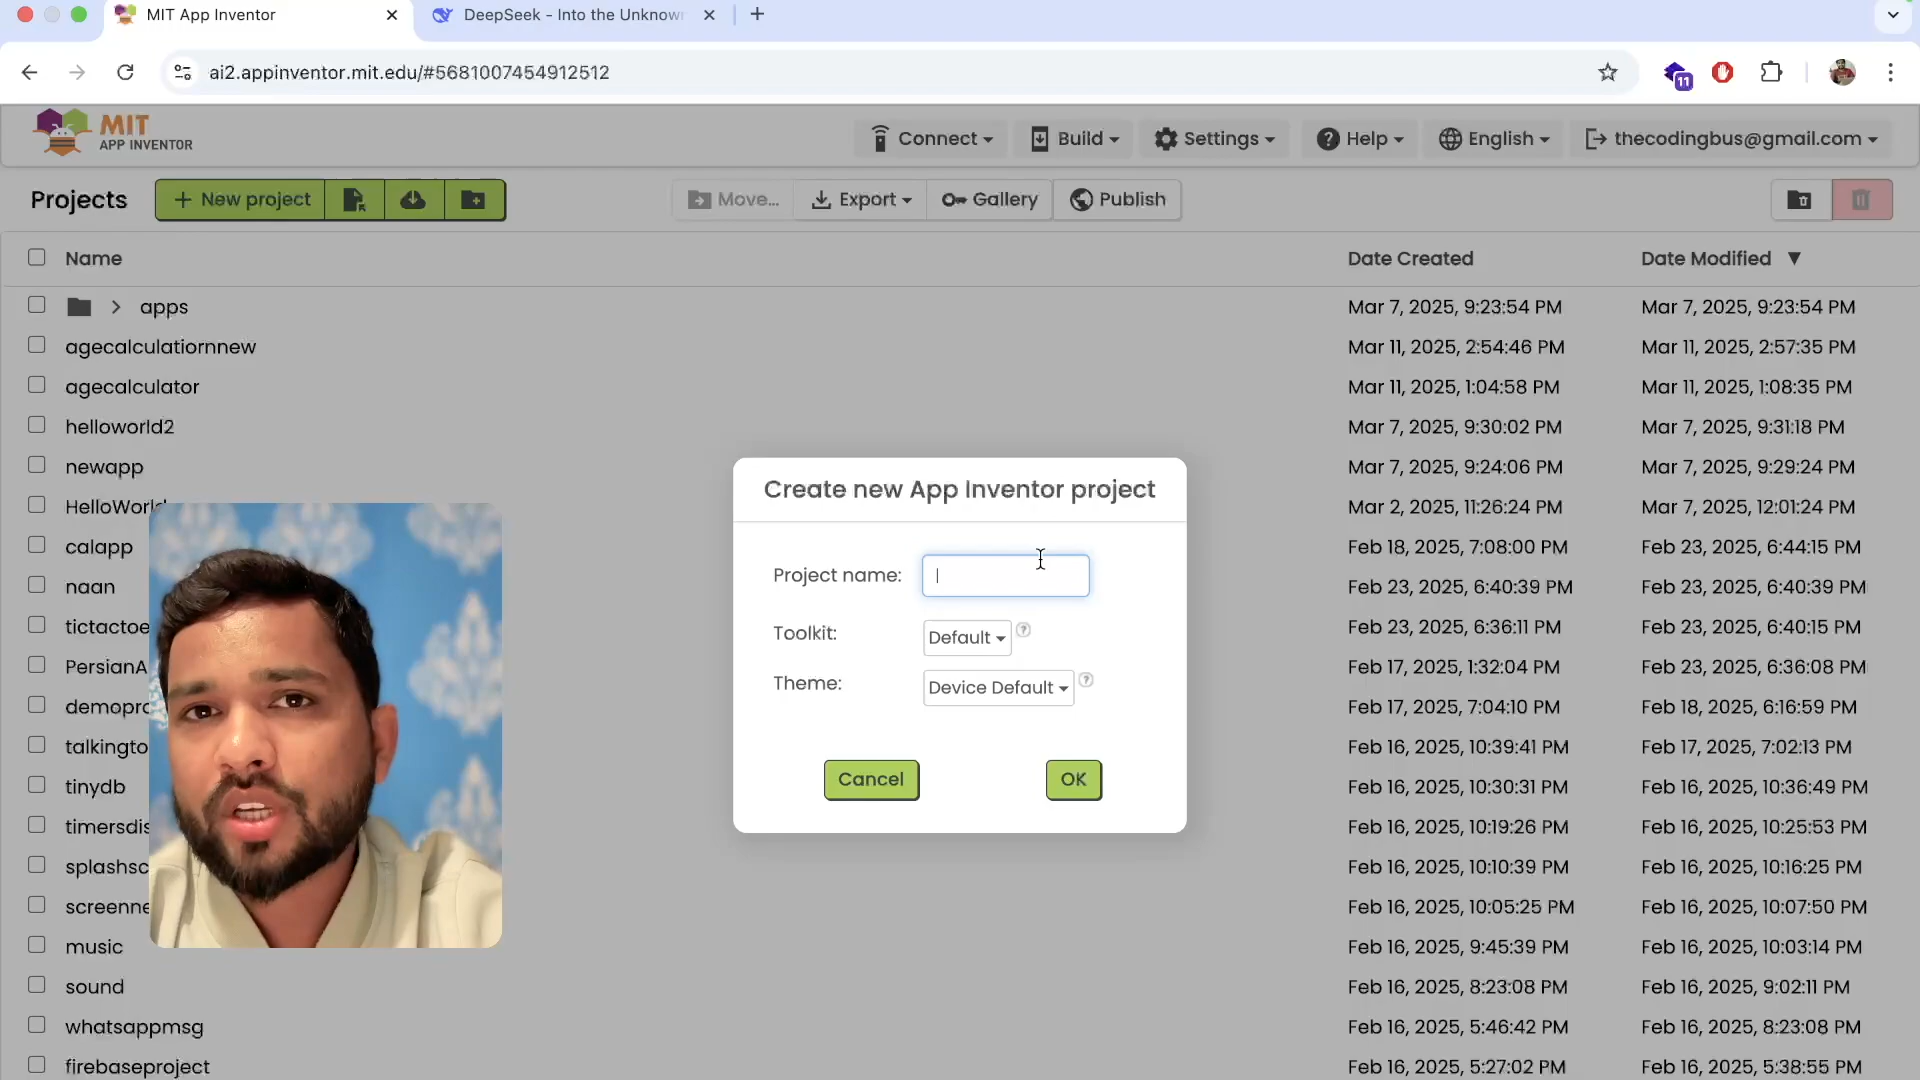 MIT App Inventor
DeepSeek - Into the Unknow
ai2.appinventor.mit.edu/#5681007454912512
11
MIT
APP INVENTOR
Connect
Build
Settings
Help
English
thecodingbus@gmail.com
Projects
New project
Move...
Export
Gallery
Publish
Name
Date Created
Date Modified
apps
Mar 7, 2025, 9:23:54 PM
Mar 7, 2025, 9:23:54 PM
agecalculatiornnew
Mar 11, 2025, 2:54:46 PM
Mar 11, 2025, 2:57:35 PM
agecalculator
Mar 11, 2025, 1:04:58 PM
Mar 11, 2025, 1:08:35 PM
helloworld2
Mar 7, 2025, 9:30:02 PM
Mar 7, 2025, 9:31:18 PM
newapp
Mar 7, 2025, 9:24:06 PM
Mar 7, 2025, 9:29:24 PM
HelloWorld
Mar 2, 2025, 11:26:24 PM
Mar 7, 2025, 12:01:24 PM
calapp
Feb 18, 2025, 7:08:00 PM
Feb 23, 2025, 6:44:15 PM
naan
Feb 23, 2025, 6:40:39 PM
Feb 23, 2025, 6:40:39 PM
tictactoe
Feb 23, 2025, 6:36:11 PM
Feb 23, 2025, 6:40:15 PM
PersianA
Feb 17, 2025, 1:32:04 PM
Feb 23, 2025, 6:36:08 PM
demopro
Feb 17, 2025, 7:04:10 PM
Feb 18, 2025, 6:16:59 PM
talkingto
Feb 16, 2025, 10:39:41 PM
Feb 17, 2025, 7:02:13 PM
tinydb
Feb 16, 2025, 10:30:31 PM
Feb 16, 2025, 10:36:49 PM
timersdis
Feb 16, 2025, 10:19:26 PM
Feb 16, 2025, 10:25:53 PM
splashsc
Feb 16, 2025, 10:10:39 PM
Feb 16, 2025, 10:16:25 PM
screenne
Feb 16, 2025, 10:05:25 PM
Feb 16, 2025, 10:07:50 PM
music
Feb 16, 2025, 9:45:39 PM
Feb 16, 2025, 10:03:14 PM
sound
Feb 16, 2025, 8:23:08 PM
Feb 16, 2025, 9:02:11 PM
whatsappmsg
Feb 16, 2025, 5:46:42 PM
Feb 16, 2025, 8:23:08 PM
firebaseproject
Feb 16, 2025, 5:27:02 PM
Feb 16, 2025, 5:38:55 PM
Create new App Inventor project
Project name:
Toolkit:
Default
?
Theme:
Device Default
?
Cancel
OK